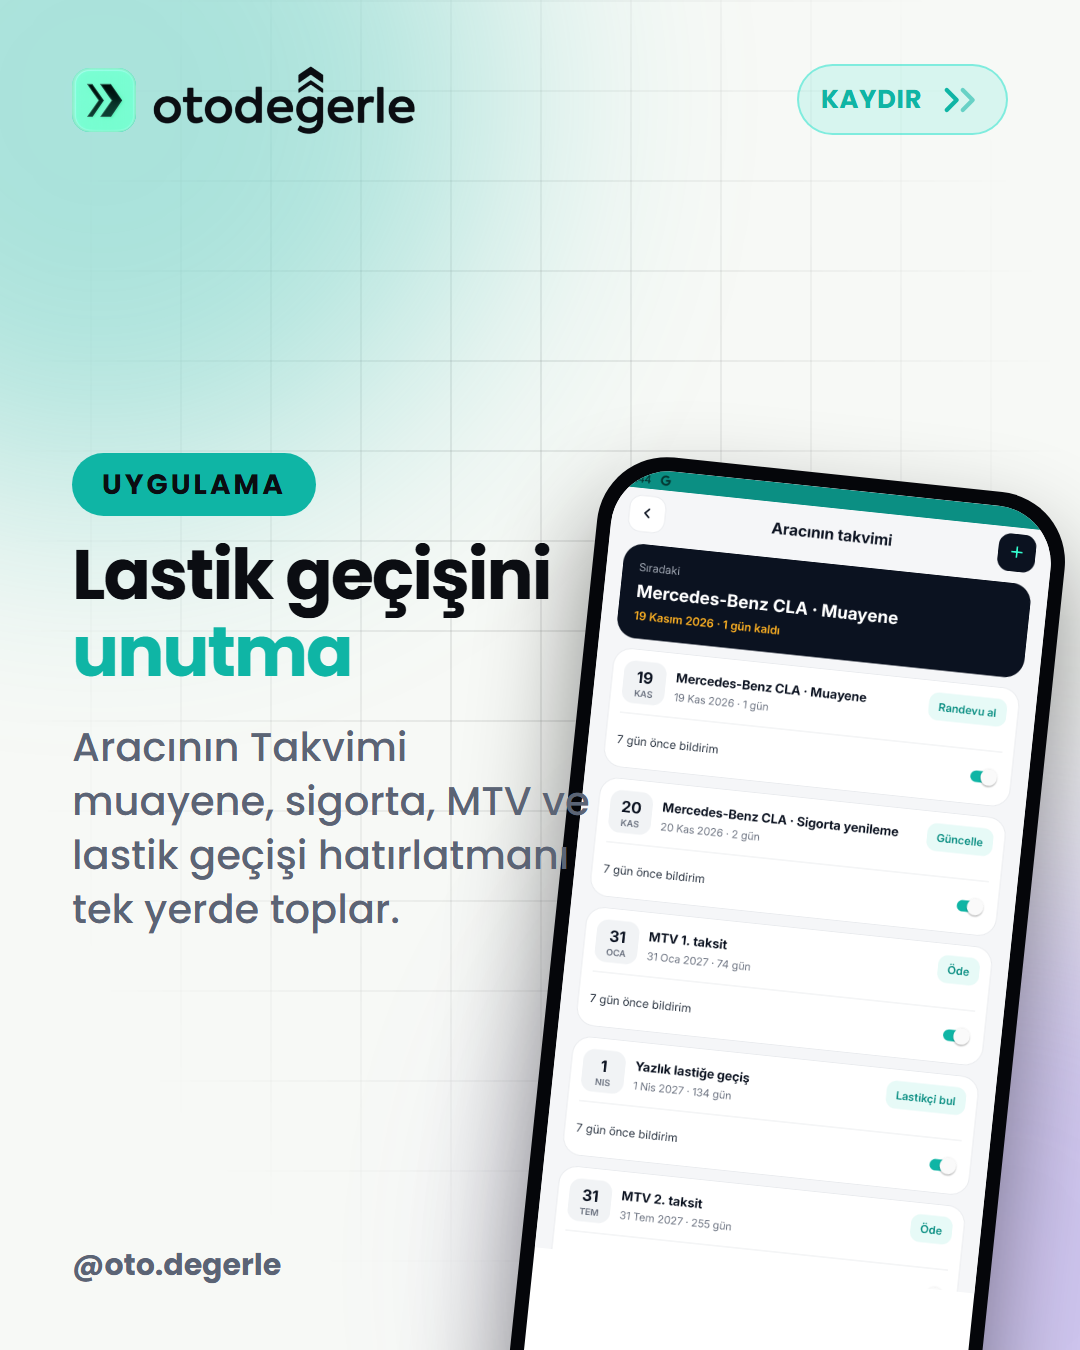 otodeğerle
KAYDIR
UYGULAMA
Lastik geçişini
unutma
Aracının Takvimi
muayene, sigorta, MTV ve
lastik geçişi hatırlatmanı
tek yerde toplar.
@oto.degerle
44 G
Aracının takvimi
Sıradaki
Mercedes-Benz CLA · Muayene
19 Kasım 2026 · 1 gün kaldı
19 KAS
Mercedes-Benz CLA · Muayene
19 Kas 2026 · 1 gün
Randevu al
7 gün önce bildirim
20 KAS
Mercedes-Benz CLA · Sigorta yenileme
20 Kas 2026 · 2 gün
Güncelle
7 gün önce bildirim
31 OCA
MTV 1. taksit
31 Oca 2027 · 74 gün
Öde
7 gün önce bildirim
1 NIS
Yazlık lastiğe geçiş
1 Nis 2027 · 134 gün
Lastikçi bul
7 gün önce bildirim
31 TEM
MTV 2. taksit
31 Tem 2027 · 255 gün
Öde